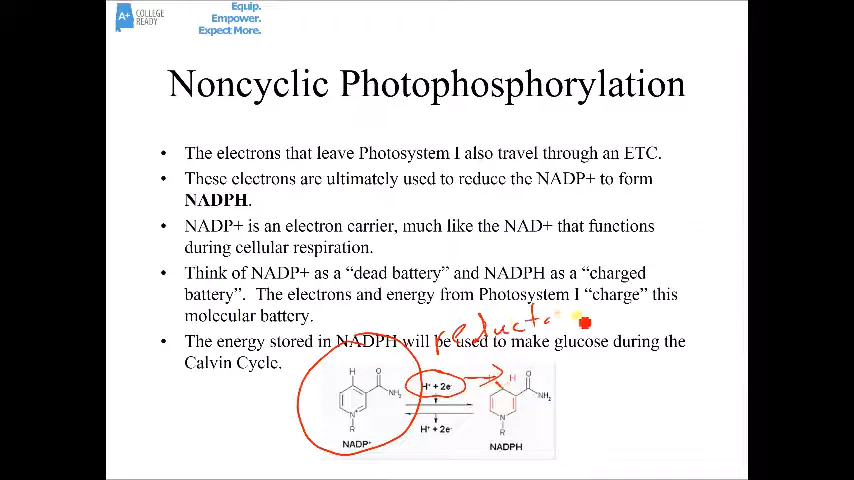 A+ COLLEGE READY
Equip.
Empower.
Expect More.
Noncyclic Photophosphorylation
• The electrons that leave Photosystem I also travel through an ETC.
• These electrons are ultimately used to reduce the NADP+ to form
NADPH.
• NADP+ is an electron carrier, much like the NAD+ that functions
during cellular respiration.
• Think of NADP+ as a “dead battery” and NADPH as a “charged
battery”. The electrons and energy from Photosystem I “charge” this
molecular battery.
reduct
• The energy stored in NADPH will be used to make glucose during the
Calvin Cycle.
H O NH₂ N⁺ R
NADP⁺
H⁺ + 2e⁻
H⁺ + 2e⁻
H H O NH₂ N R
NADPH